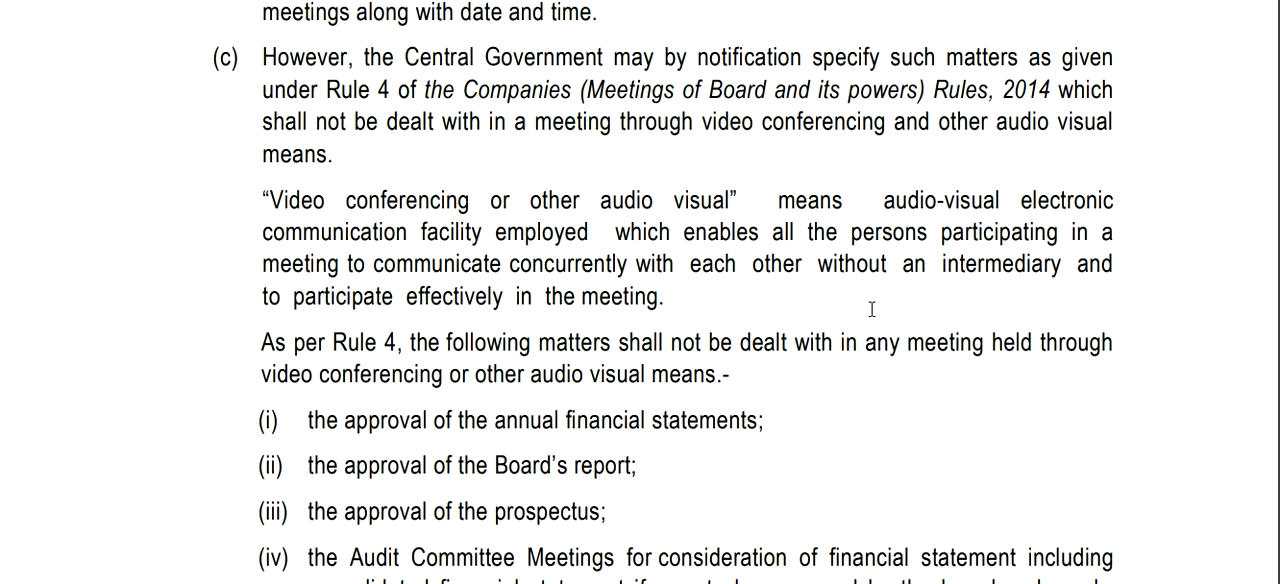 meetings along with date and time.
(c) However, the Central Government may by notification specify such matters as given
under Rule 4 of the Companies (Meetings of Board and its powers) Rules, 2014 which
shall not be dealt with in a meeting through video conferencing and other audio visual
means.
“Video conferencing or other audio visual” means audio-visual electronic
communication facility employed which enables all the persons participating in a
meeting to communicate concurrently with each other without an intermediary and
to participate effectively in the meeting.
As per Rule 4, the following matters shall not be dealt with in any meeting held through
video conferencing or other audio visual means.-
(i) the approval of the annual financial statements;
(ii) the approval of the Board’s report;
(iii) the approval of the prospectus;
(iv) the Audit Committee Meetings for consideration of financial statement including